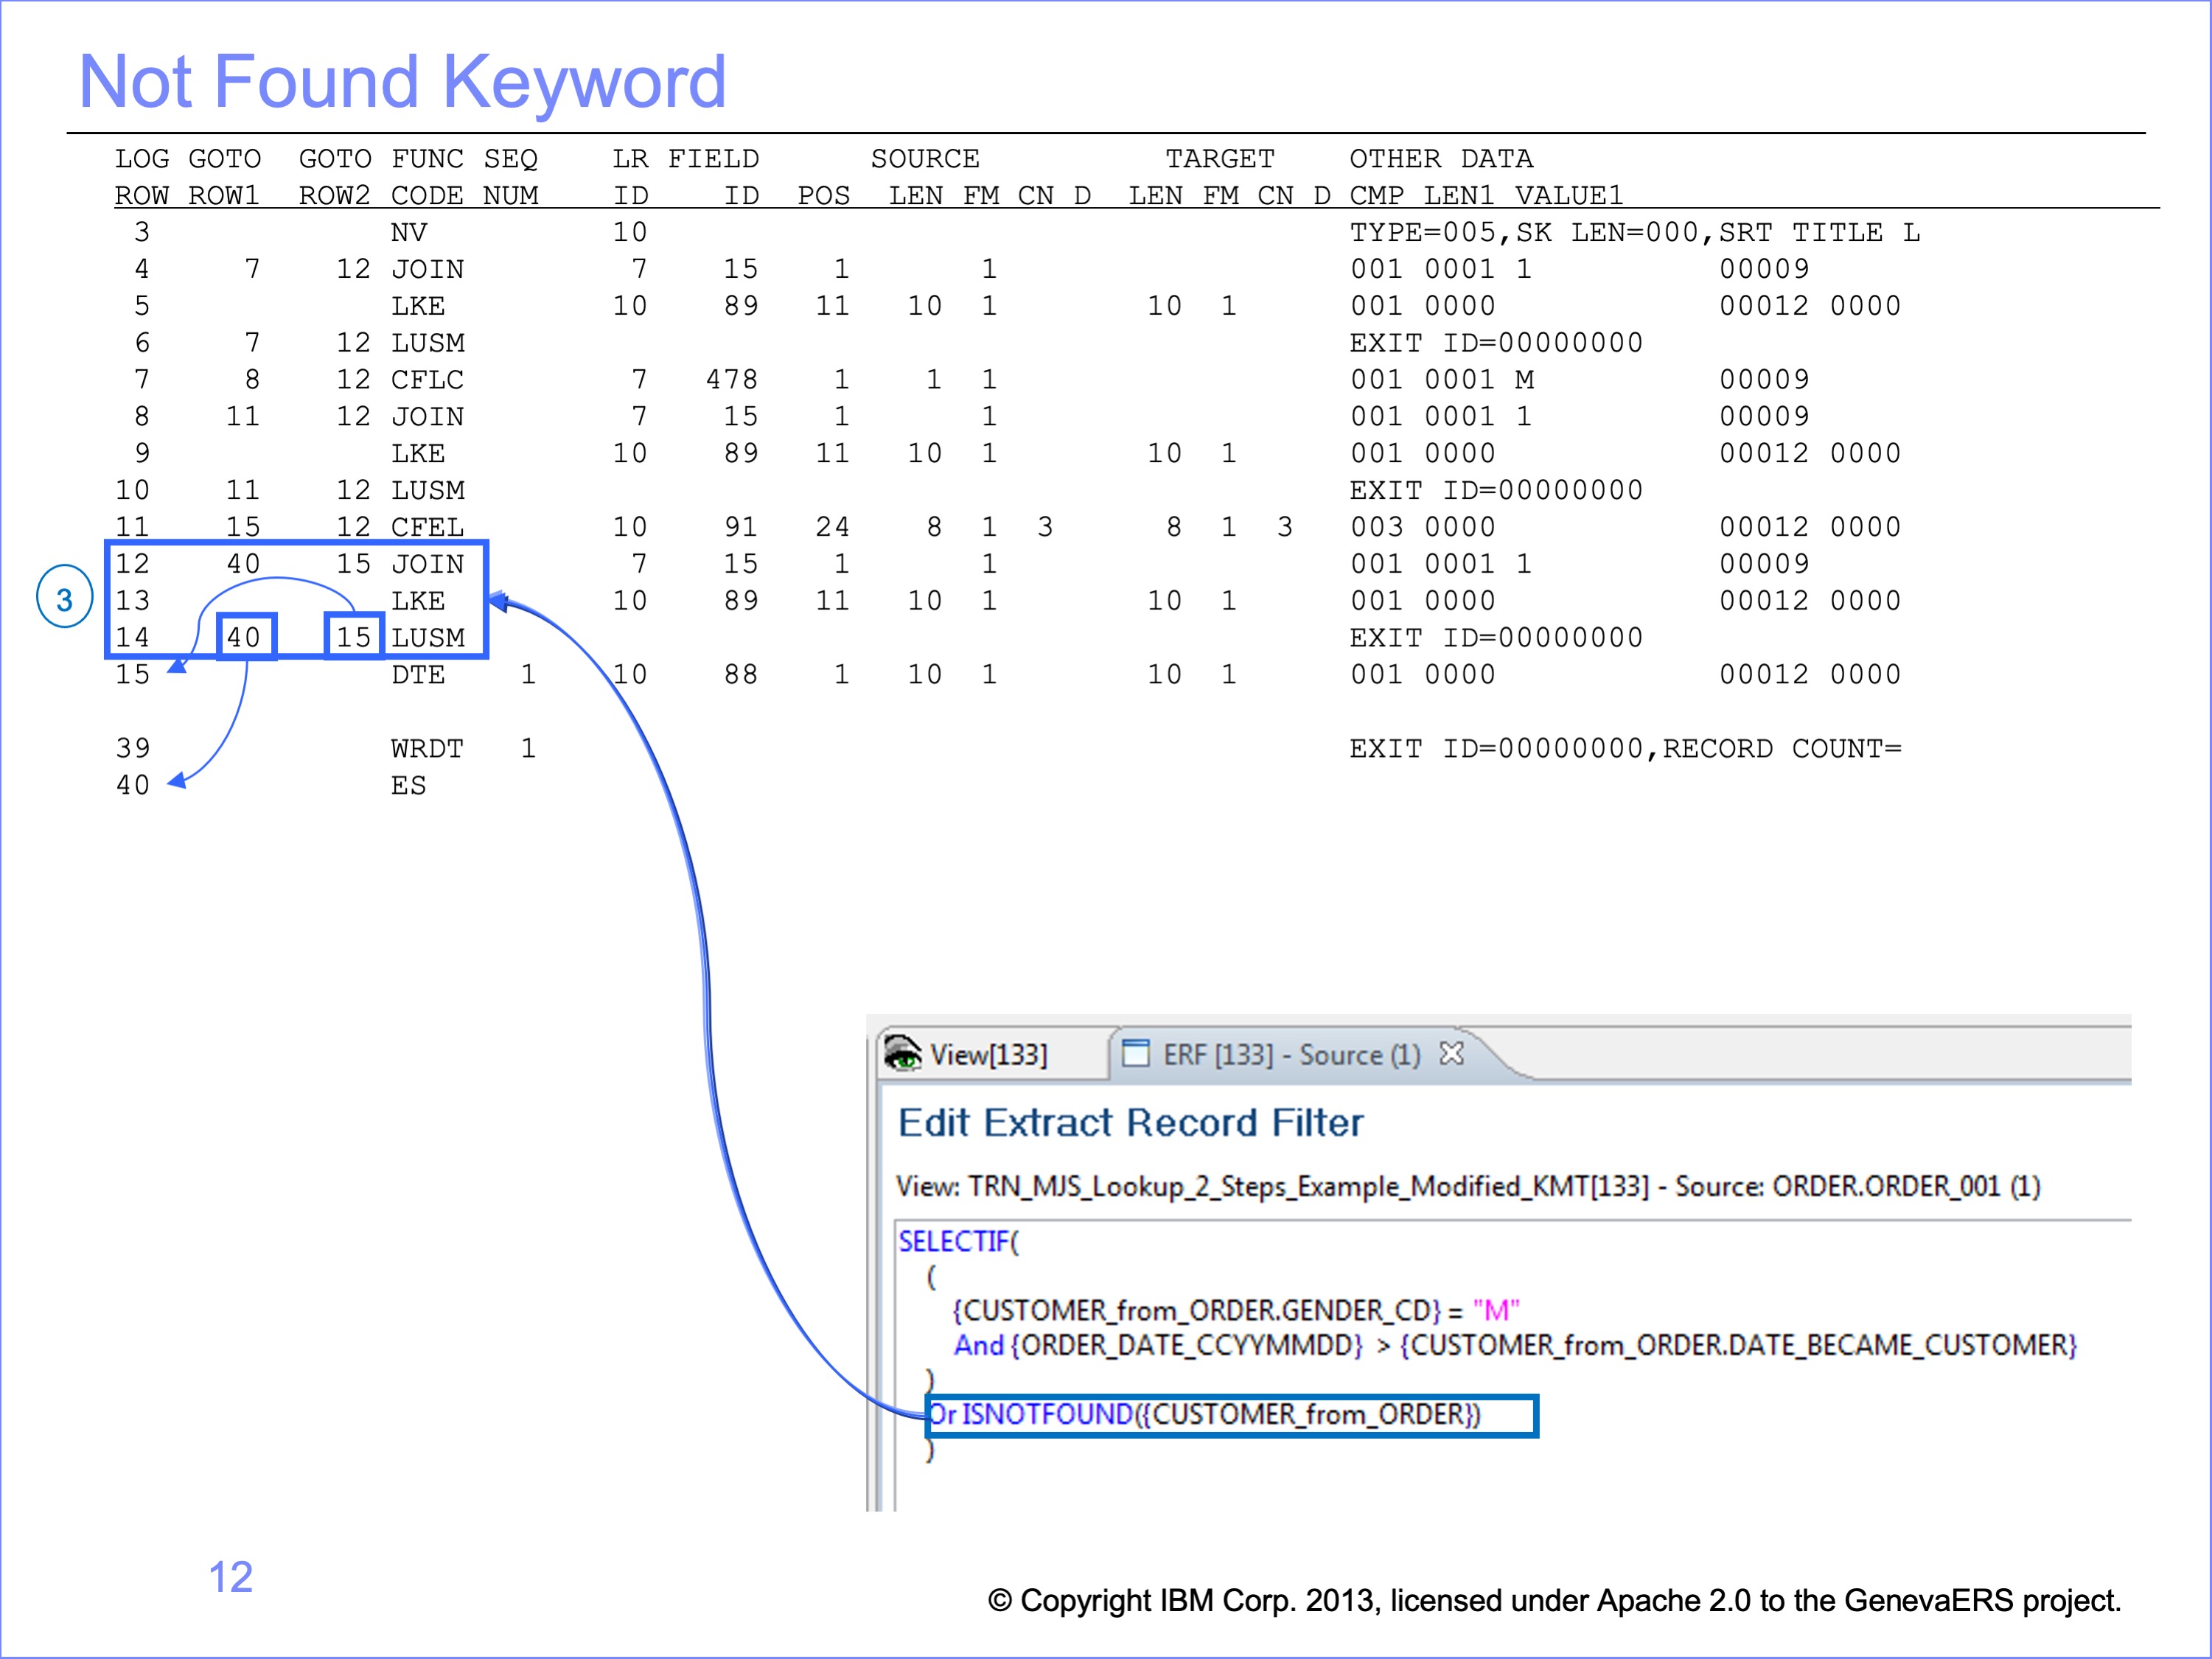 Not Found Keyword
LOG GOTO GOTO FUNC SEQ LR FIELD SOURCE TARGET OTHER DATA
ROW ROW1 ROW2 CODE NUM ID ID POS LEN FM CN D LEN FM CN D CMP LEN1 VALUE1
3 NV 10 TYPE=005,SK LEN=000,SRT TITLE L
4 7 12 JOIN 7 15 1 1 001 0001 1 00009
5 LKE 10 89 11 10 1 10 1 001 0000 00012 0000
6 7 12 LUSM EXIT ID=00000000
7 8 12 CFLC 7 478 1 1 1 001 0001 M 00009
8 11 12 JOIN 7 15 1 1 001 0001 1 00009
9 LKE 10 89 11 10 1 10 1 001 0000 00012 0000
10 11 12 LUSM EXIT ID=00000000
11 15 12 CFEL 10 91 24 8 1 3 8 1 3 003 0000 00012 0000
12 40 15 JOIN 7 15 1 1 001 0001 1 00009
3
13 LKE 10 89 11 10 1 10 1 001 0000 00012 0000
14 40 15 LUSM EXIT ID=00000000
15 DTE 1 10 88 1 10 1 10 1 001 0000 00012 0000
39 WRDT 1 EXIT ID=00000000,RECORD COUNT=
40 ES
View[133] ERF [133] - Source (1)
Edit Extract Record Filter
View: TRN_MJS_Lookup_2_Steps_Example_Modified_KMT[133] - Source: ORDER.ORDER_001 (1)
SELECTIF(
(
{CUSTOMER_from_ORDER.GENDER_CD} = "M"
And {ORDER_DATE_CCYYMMDD} > {CUSTOMER_from_ORDER.DATE_BECAME_CUSTOMER}
)
Or ISNOTFOUND({CUSTOMER_from_ORDER})
)
12
© Copyright IBM Corp. 2013, licensed under Apache 2.0 to the GenevaERS project.